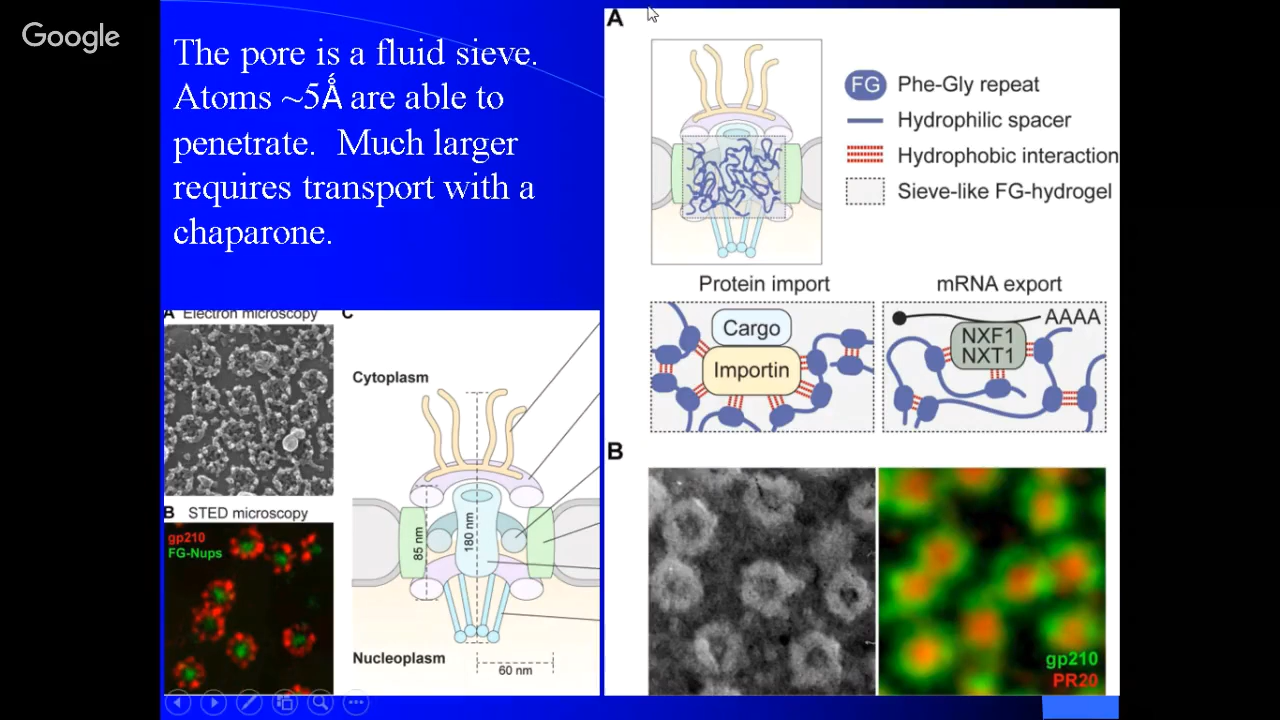 Google
The pore is a fluid sieve.
Atoms ~5Ǻ are able to
penetrate. Much larger
requires transport with a
chaparone.
A Electron microscopy
B STED microscopy
gp210
FG-Nups
C
Cytoplasm
85 nm
180 nm
Nucleoplasm
60 nm
A
FG Phe-Gly repeat
Hydrophilic spacer
Hydrophobic interaction
Sieve-like FG-hydrogel
Protein import
Cargo
Importin
mRNA export
AAAA
NXF1
NXT1
B
gp210
PR20